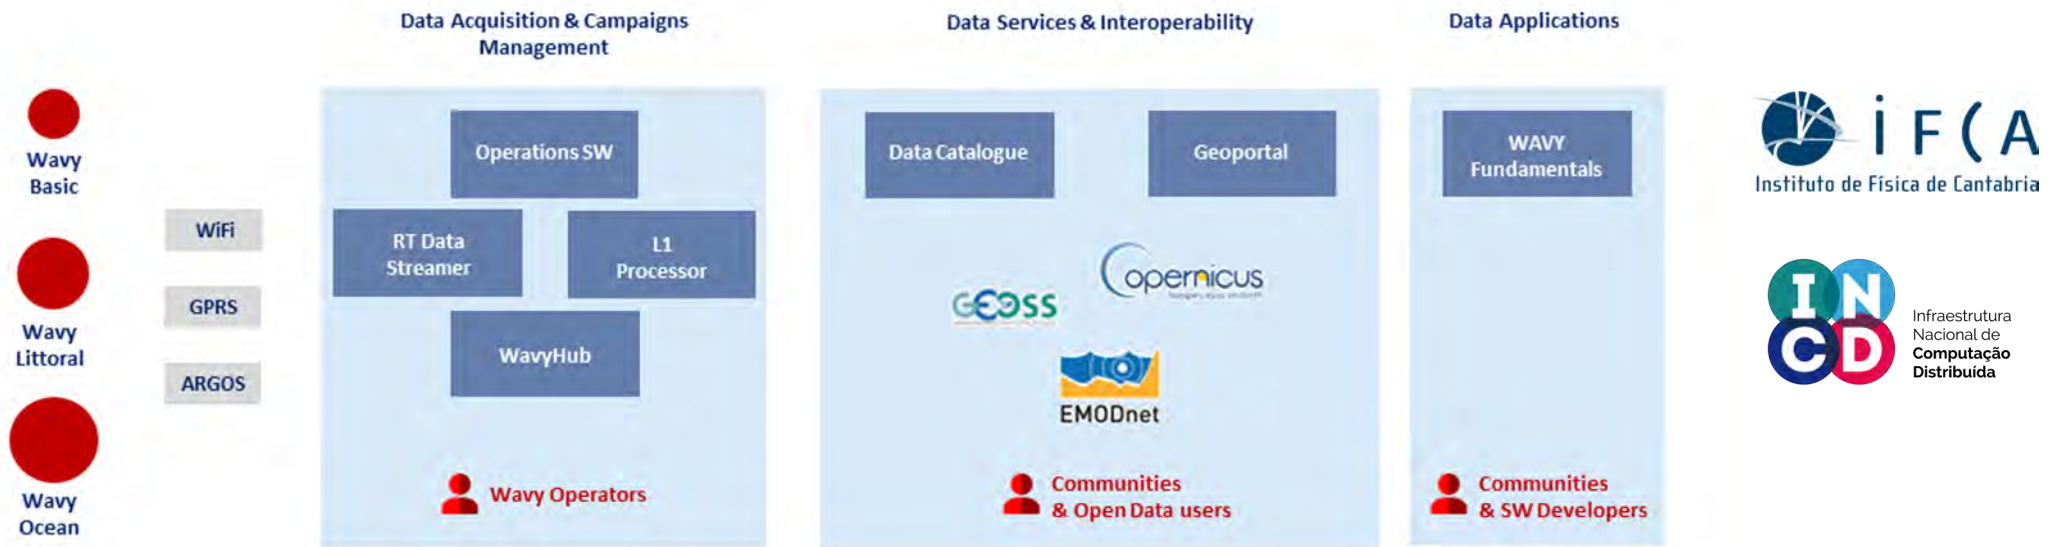 Data Acquisition & Campaigns
Management
Data Services & Interoperability
Data Applications
Wavy
Basic
Wavy
Littoral
Wavy
Ocean
WiFi
GPRS
ARGOS
Operations SW
RT Data
Streamer
L1
Processor
WavyHub
Wavy Operators
Data Catalogue
Geoportal
opernicus
GEOSS
EMODnet
Communities
& Open Data users
WAVY
Fundamentals
Communities
& SW Developers
iFCA
Instituto de Física de Cantabria
IN
CD
Infraestrutura
Nacional de
Computação
Distribuída